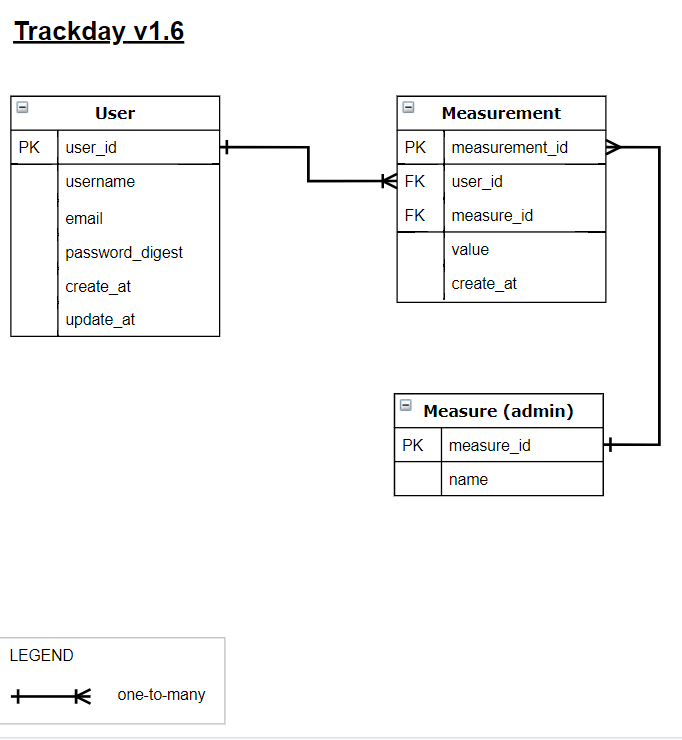 Trackday v1.6
User
PK user_id
username
email
password_digest
create_at
update_at
Measurement
PK measurement_id
FK user_id
FK measure_id
value
create_at
Measure (admin)
PK measure_id
name
LEGEND
one-to-many